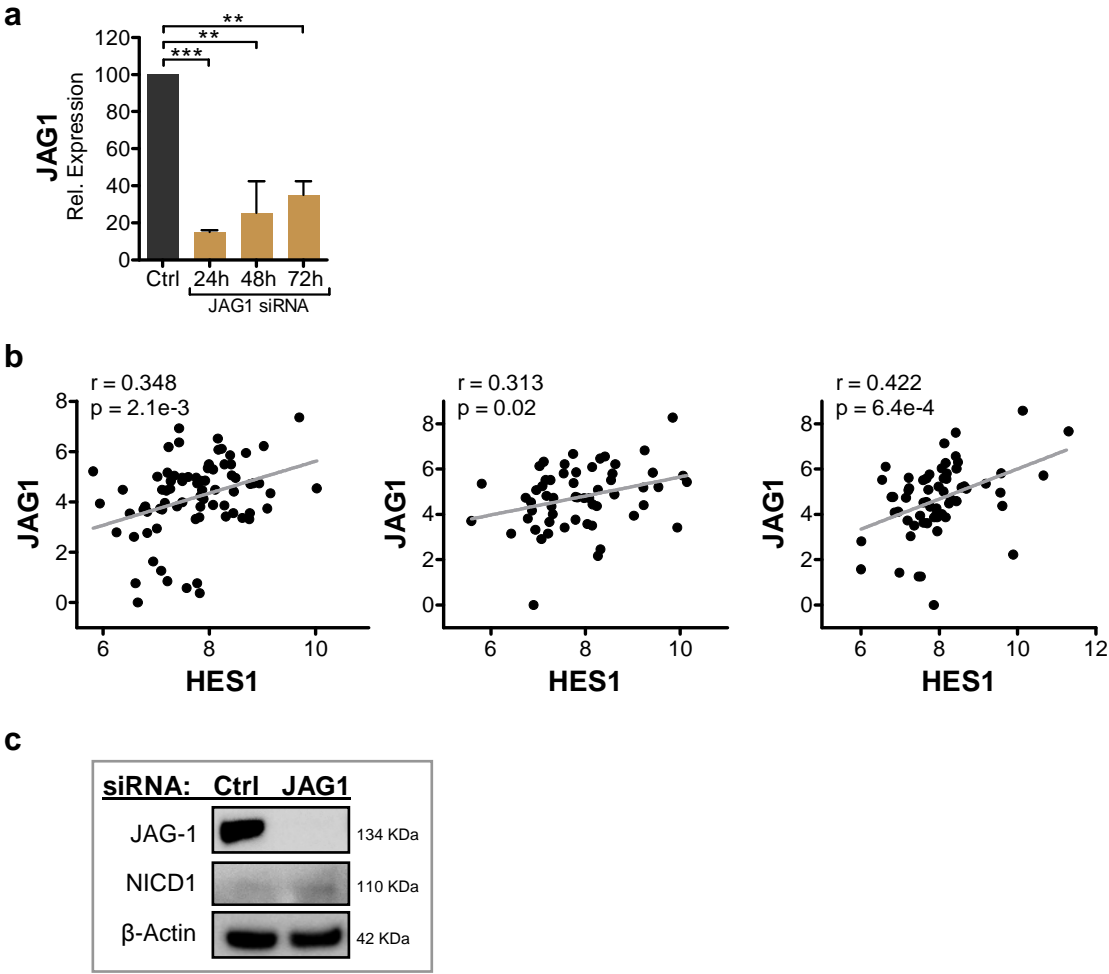 a
** 
**
***
JAG1
Rel. Expression
120
100
80
60
40
20
0
Ctrl 24h 48h 72h
JAG1 siRNA
b
r = 0.348
p = 2.1e-3
JAG1
8
6
4
2
0
6 8 10
HES1
r = 0.313
p = 0.02
JAG1
8
6
4
2
0
6 8 10
HES1
r = 0.422
p = 6.4e-4
JAG1
8
6
4
2
0
6 8 10 12
HES1
c
siRNA: Ctrl JAG1
JAG-1 134 KDa
NICD1 110 KDa
β-Actin 42 KDa